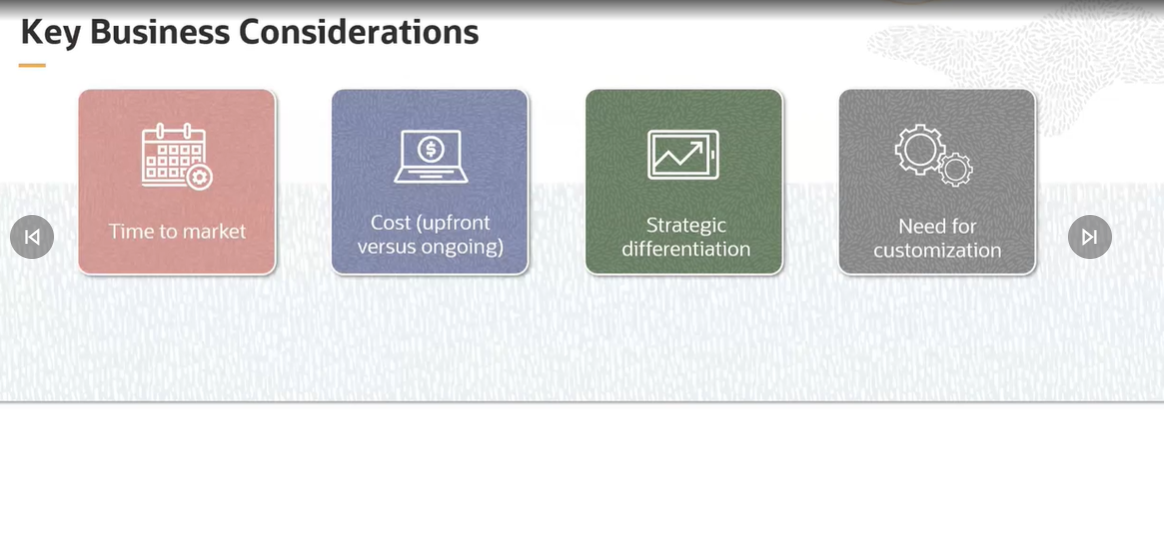 Key Business Considerations
Time to market
Cost (upfront
versus ongoing)
Strategic
differentiation
Need for
customization